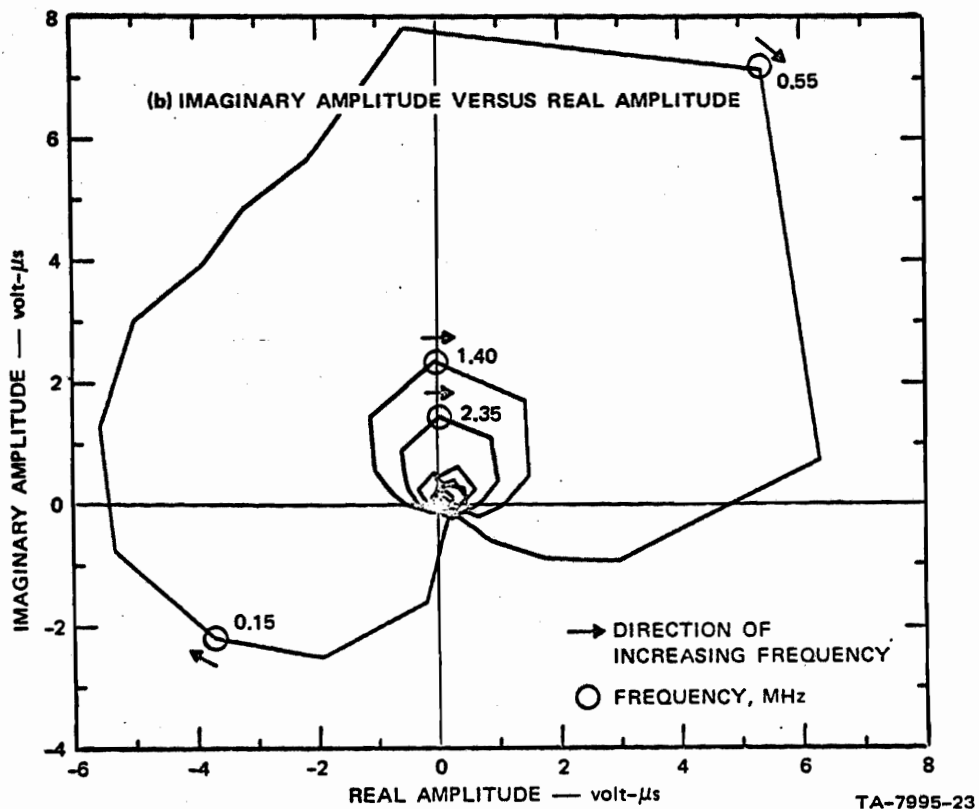 (b) IMAGINARY AMPLITUDE VERSUS REAL AMPLITUDE
8
6
4
2
0
-2
-4
IMAGINARY AMPLITUDE — volt-μs
0.55
1.40
2.35
0.15
→ DIRECTION OF
INCREASING FREQUENCY
○ FREQUENCY, MHz
-6 -4 -2 0 2 4 6 8
REAL AMPLITUDE — volt-μs
TA-7995-23